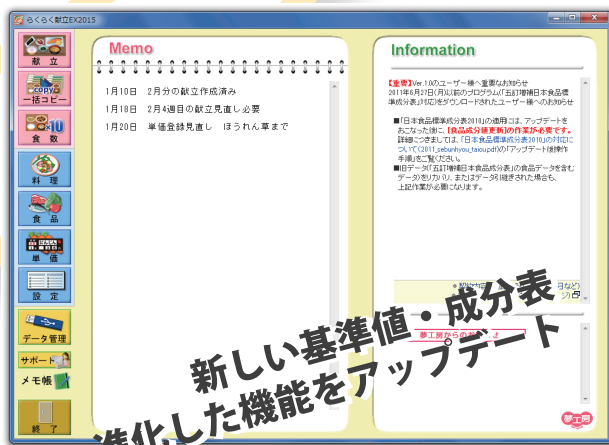 らくらく献立EX2015
献 立
copy
一括コピー
×10
食 数
料 理
食 品
単 価
設 定
データ管理
サポート
メモ帳
終 了
Memo
1月10日 2月分の献立作成済み
1月18日 2月4週目の献立見直し必要
1月20日 単価登録見直し ほうれん草まで
Information
【重要】Ver.1.0のユーザー様へ重要なお知らせ
2011年6月27日(月)以前のプログラム(「五訂増補日本食品標
準成分表」対応)をダウンロードされたユーザー様へのお知らせ
■「日本食品標準成分表2010」の適用には、アップデートを
おこなった後に、【食品成分値更新】の作業が必要です。
詳細につきましては、「日本食品標準成分表2010」の対応に
ついて(2011_seibunhyou_taiou.pdf)の「アップデート後操作
手順」をご覧ください。
■旧データ(「五訂増補日本食品成分表」の食品データを含む
データ)をリカバリ、またはデータ引継ぎされた場合も、
上記作業が必要になります。
夢工房からの
新しい基準値・成分表
進化した機能をアップデート
夢工房